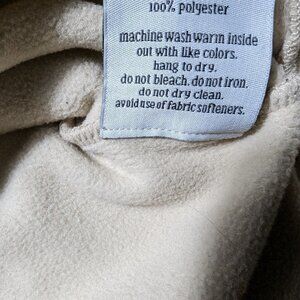 100% polyester
machine wash warm inside
out with like colors.
hang to dry.
do not bleach. do not iron.
do not dry clean.
avoid use of fabric softeners.